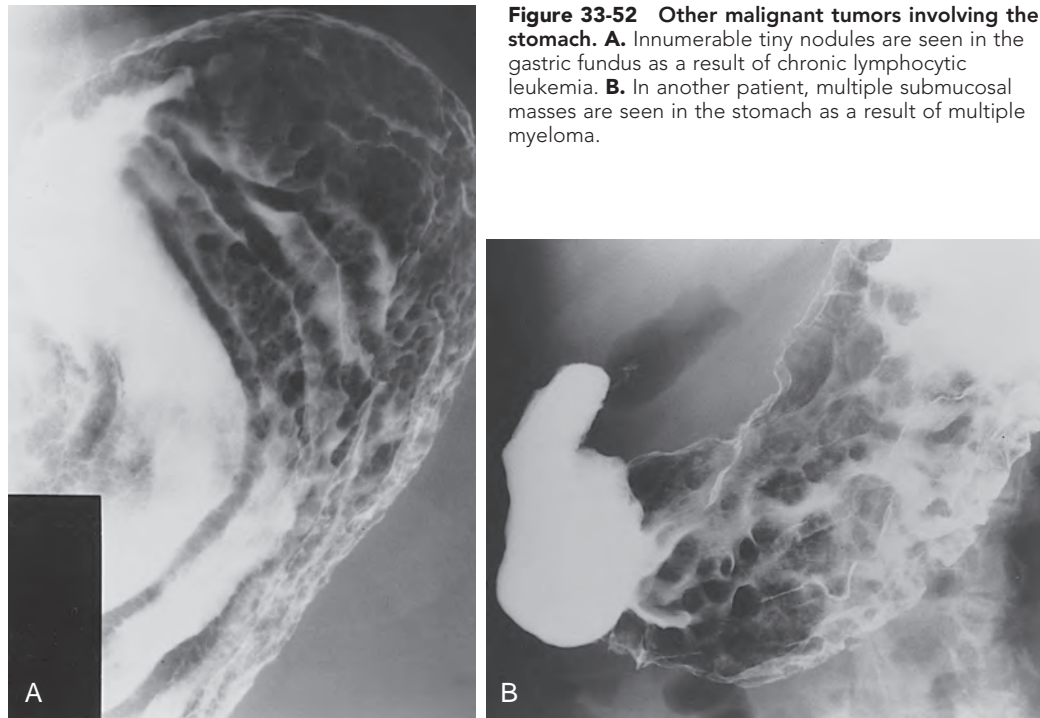 Figure 33-52 Other malignant tumors involving the
stomach. A. Innumerable tiny nodules are seen in the
gastric fundus as a result of chronic lymphocytic
leukemia. B. In another patient, multiple submucosal
masses are seen in the stomach as a result of multiple
myeloma.
A
B